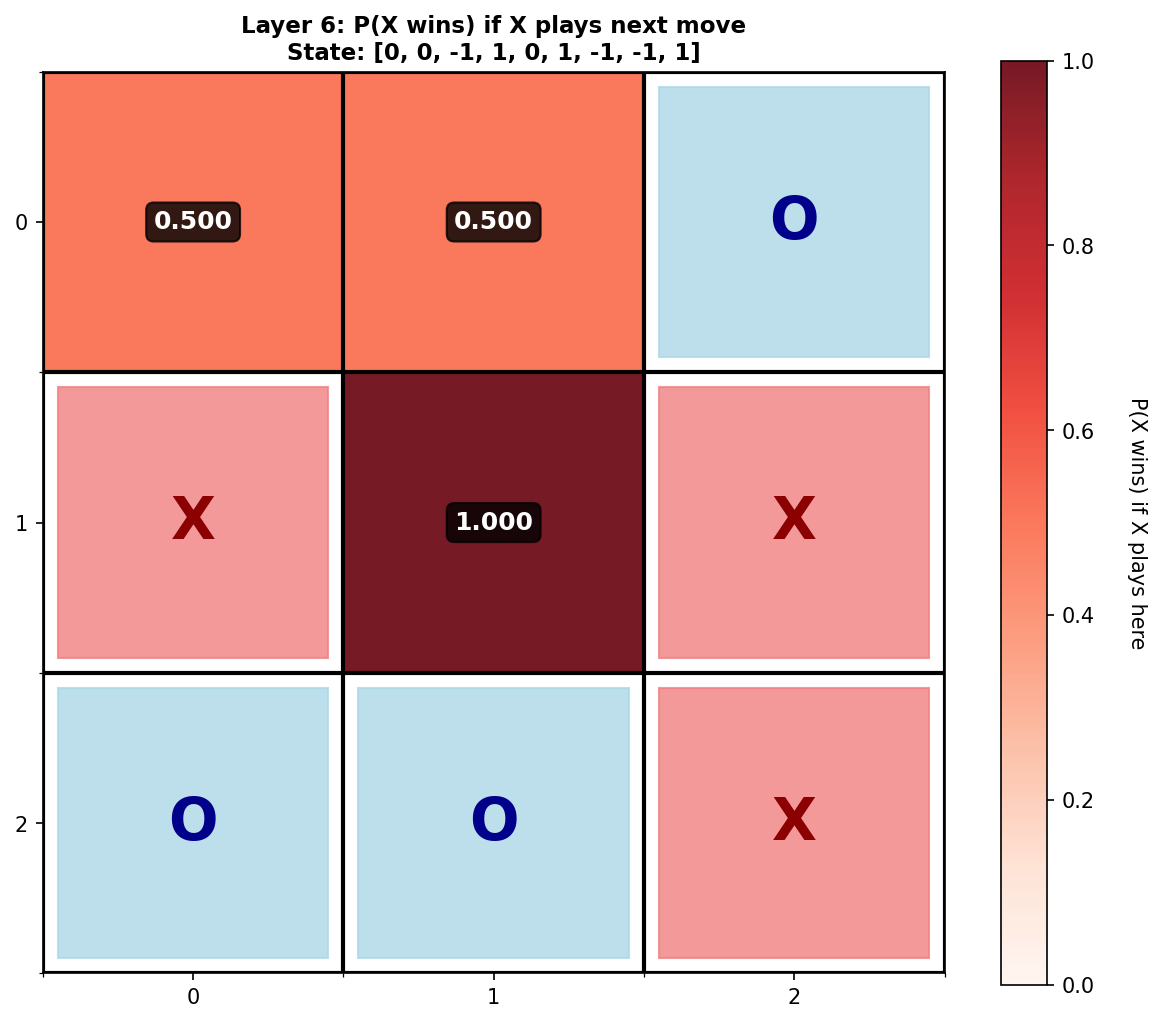 Layer 6: P(X wins) if X plays next move
State: [0, 0, -1, 1, 0, 1, -1, -1, 1]
0.500
0.500
O
X
1.000
X
O
O
X
0
1
2
0
1
2
1.0
0.8
0.6
0.4
0.2
0.0
P(X wins) if X plays here